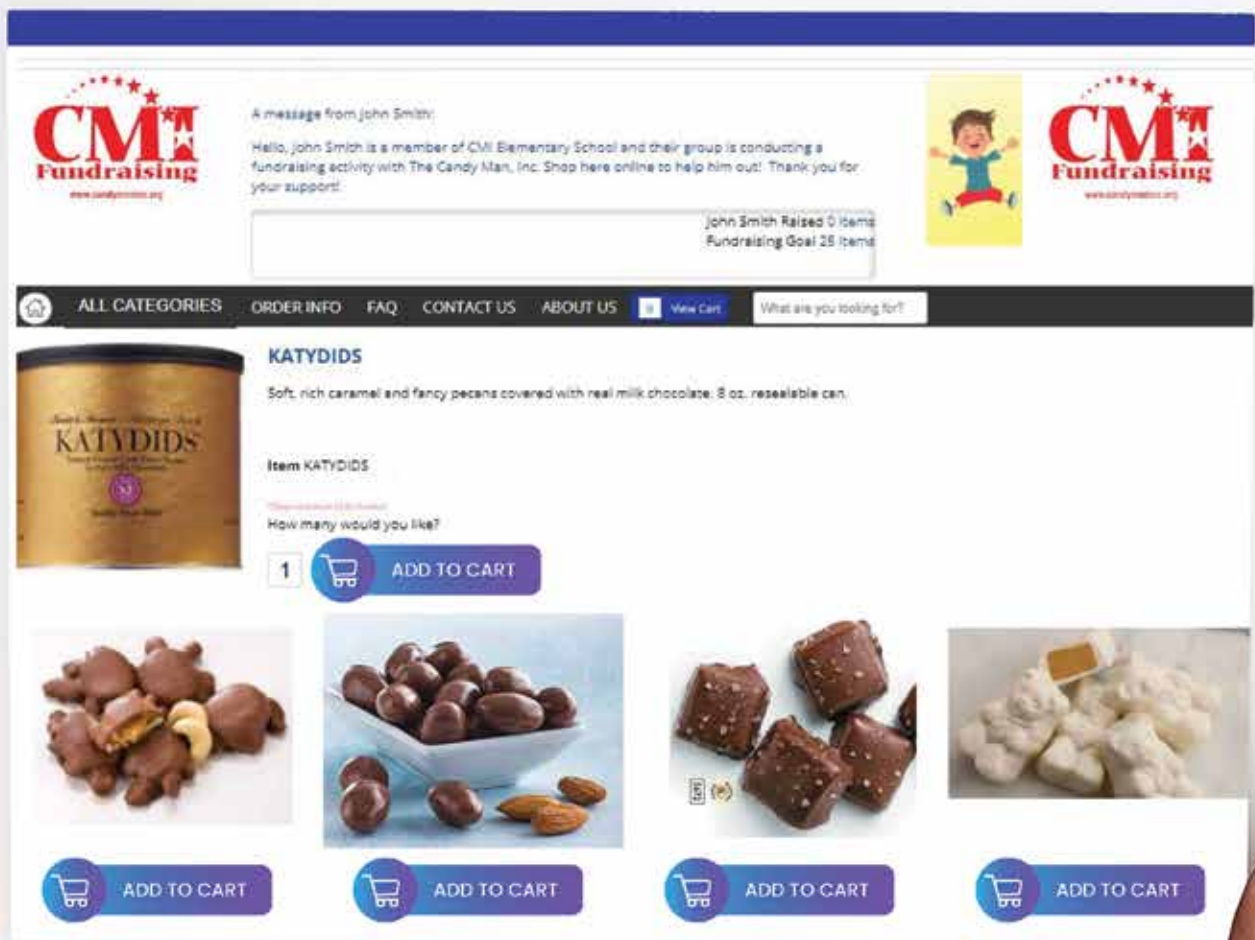 CMI
Fundraising
A message from John Smith:
Hello, John Smith is a member of CMI Elementary School and their group is conducting a
fundraising activity with The Candy Man, Inc. Shop here online to help him out! Thank you for
your support!
John Smith Raised 0 Items
Fundraising Goal 25 Items
CMI
Fundraising
ALL CATEGORIES ORDER INFO FAQ CONTACT US ABOUT US View Cart What are you looking for?
KATYDIDS
KATYDIDS
Soft, rich caramel and fancy pecans covered with real milk chocolate. 8 oz. resealable can.
Item KATYDIDS
How many would you like?
1 ADD TO CART
ADD TO CART ADD TO CART ADD TO CART ADD TO CART